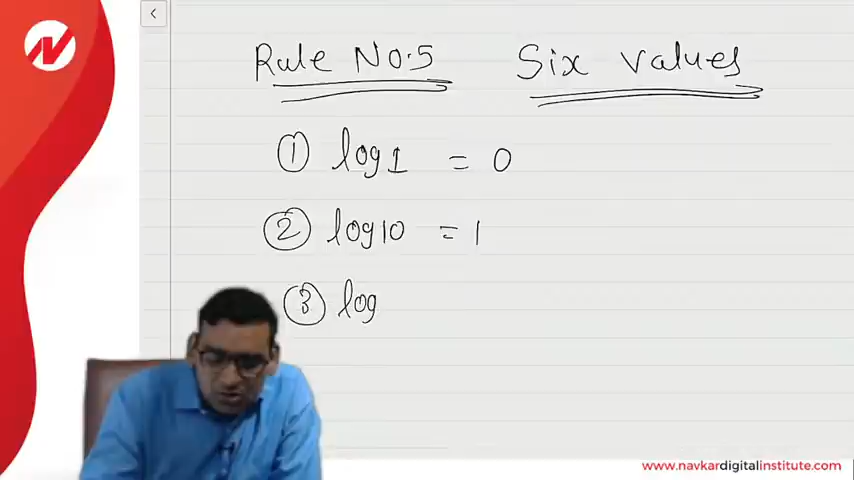 Rule No.5 Six values
① log1 = 0
② log10 = 1
③ log
www.navkardigitalinstitute.com